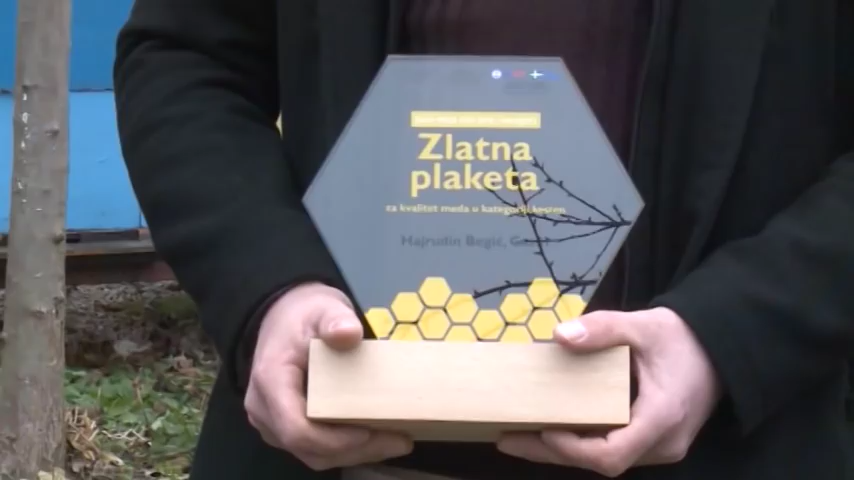 Zlatna
plaketa
za kvalitet meda u kategoriji kesten
Hajrudin Begić,